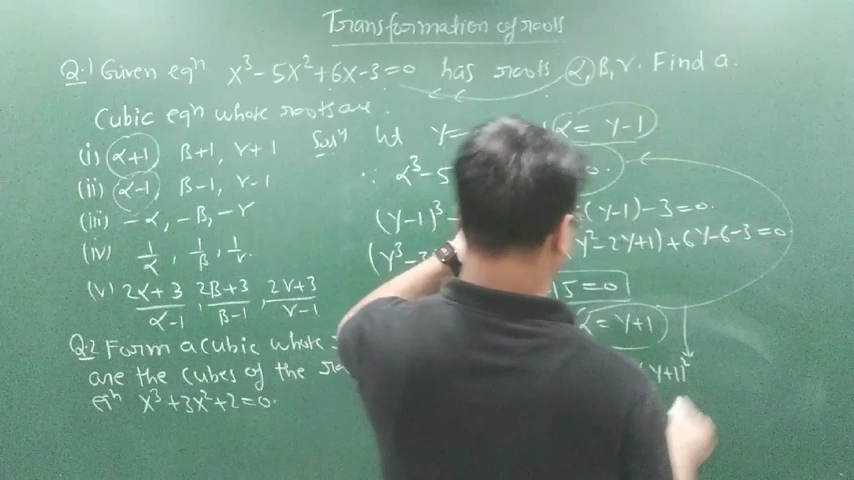 Transformation of roots
Q.1 Given eqⁿ x³-5x²+6x-3=0 has roots α, β, γ. Find a
Cubic eqⁿ whose roots are.
(i) α+1, β+1, γ+1 Solⁿ let y= α= y-1
(ii) α-1, β-1, γ-1 ∵ α³-5 0.
(iii) -α, -β, -γ (y-1)³- (y-1)-3=0.
(iv) 1/α, 1/β, 1/γ. (y³-3 y²-2y+1)+6y-6-3=0
(v) 2α+3/α-1, 2β+3/β-1, 2γ+3/γ-1 15=0
α=y+1
Q.2 Form a cubic whose (y+1)²
are the cubes of the
eqⁿ x³+3x²+2=0.